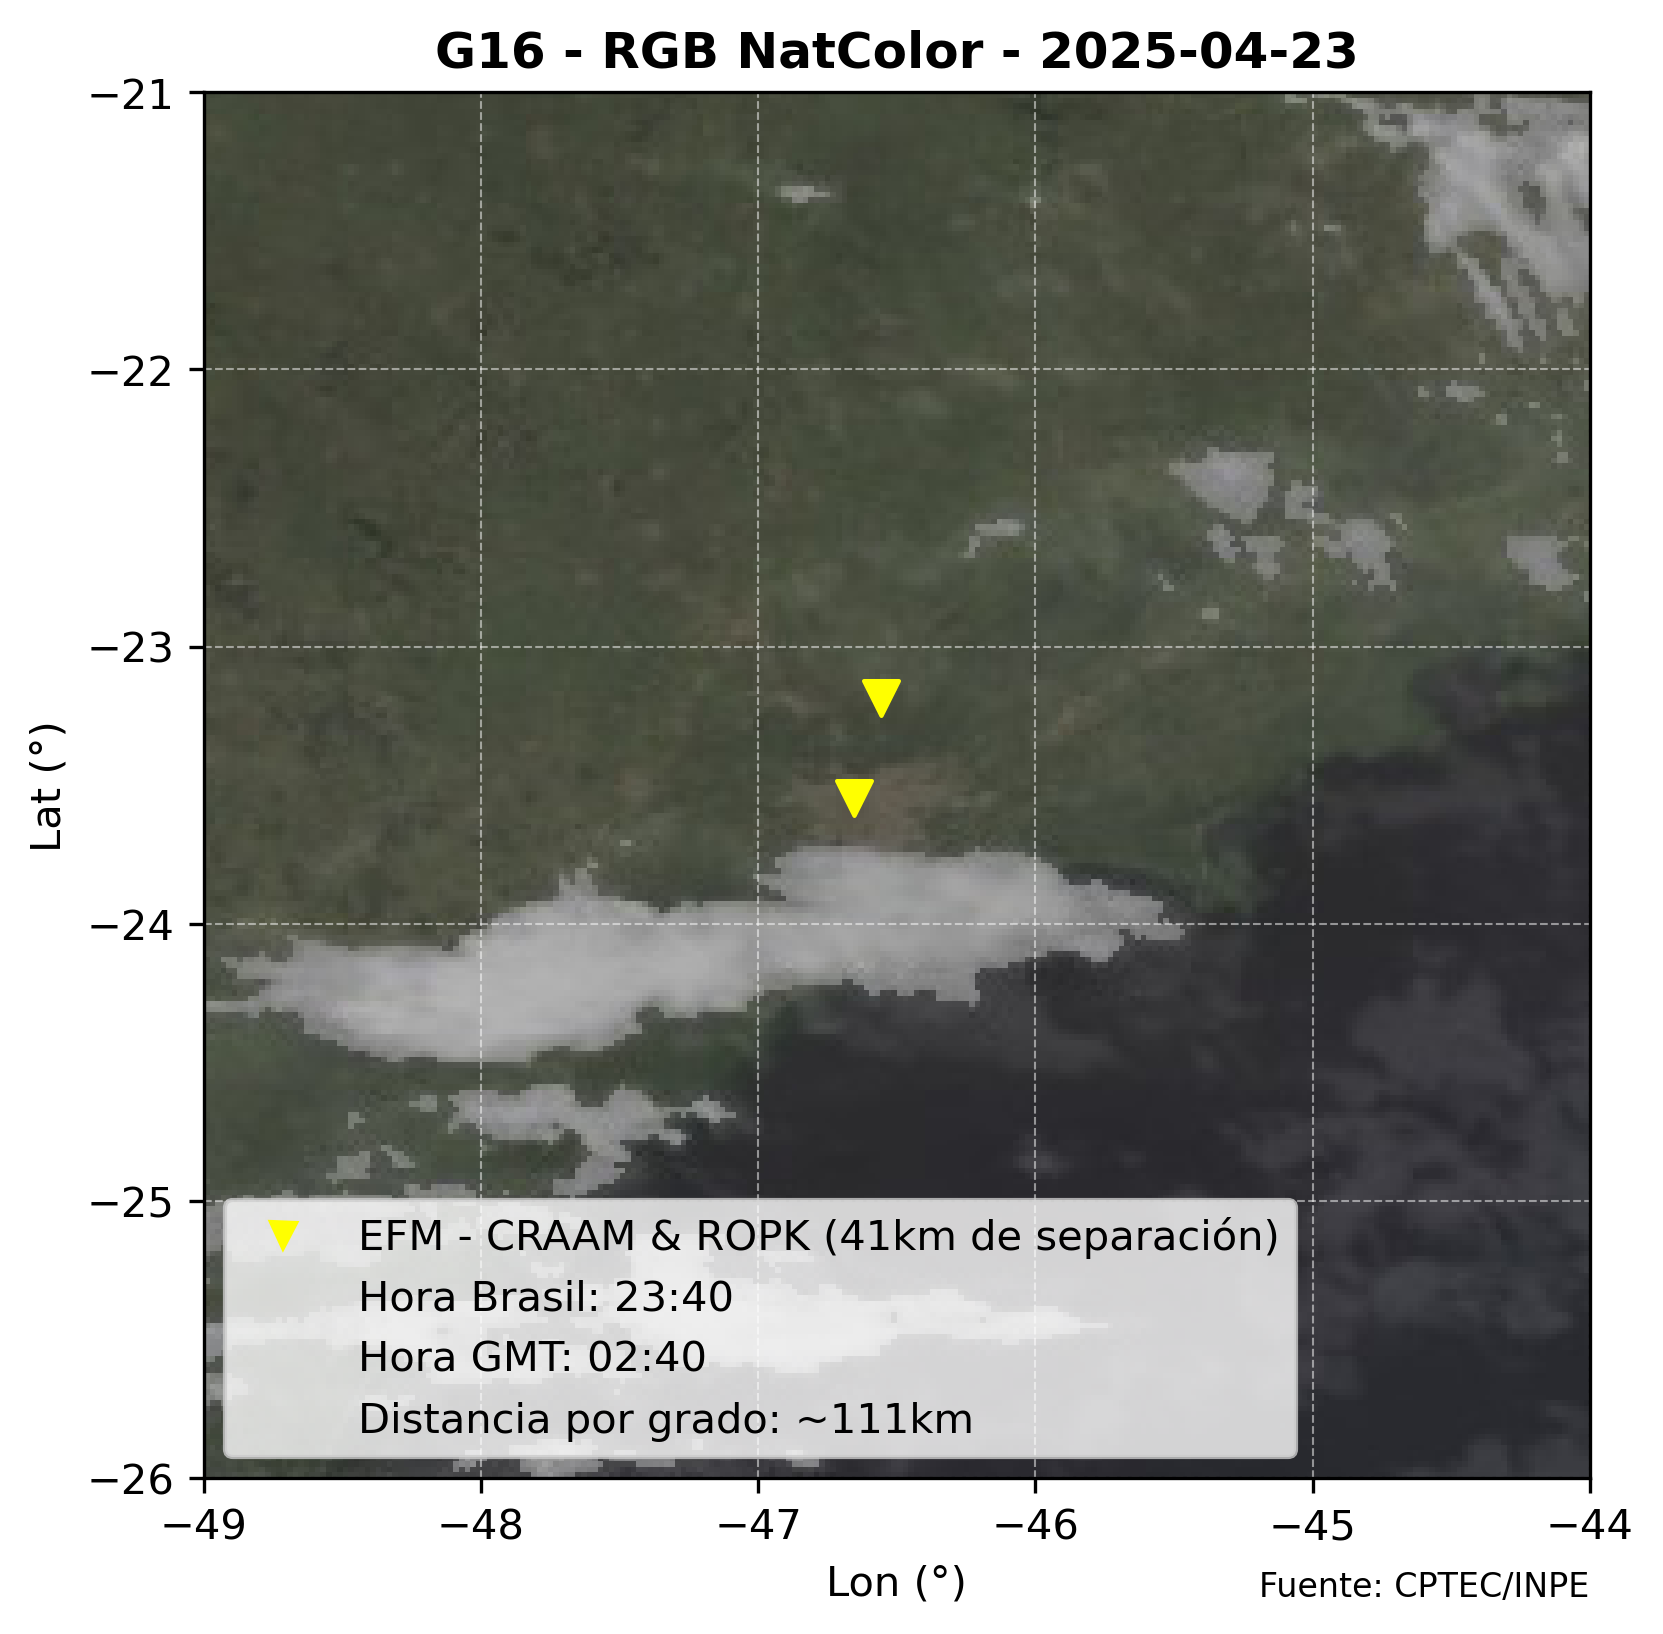 G16 - RGB NatColor - 2025-04-23
−21
−22
−23
−24
−25
−26
Lat (°)
EFM - CRAAM & ROPK (41km de separación)
Hora Brasil: 23:40
Hora GMT: 02:40
Distancia por grado: ~111km
−49 −48 −47 −46 −45 −44
Lon (°)
Fuente: CPTEC/INPE